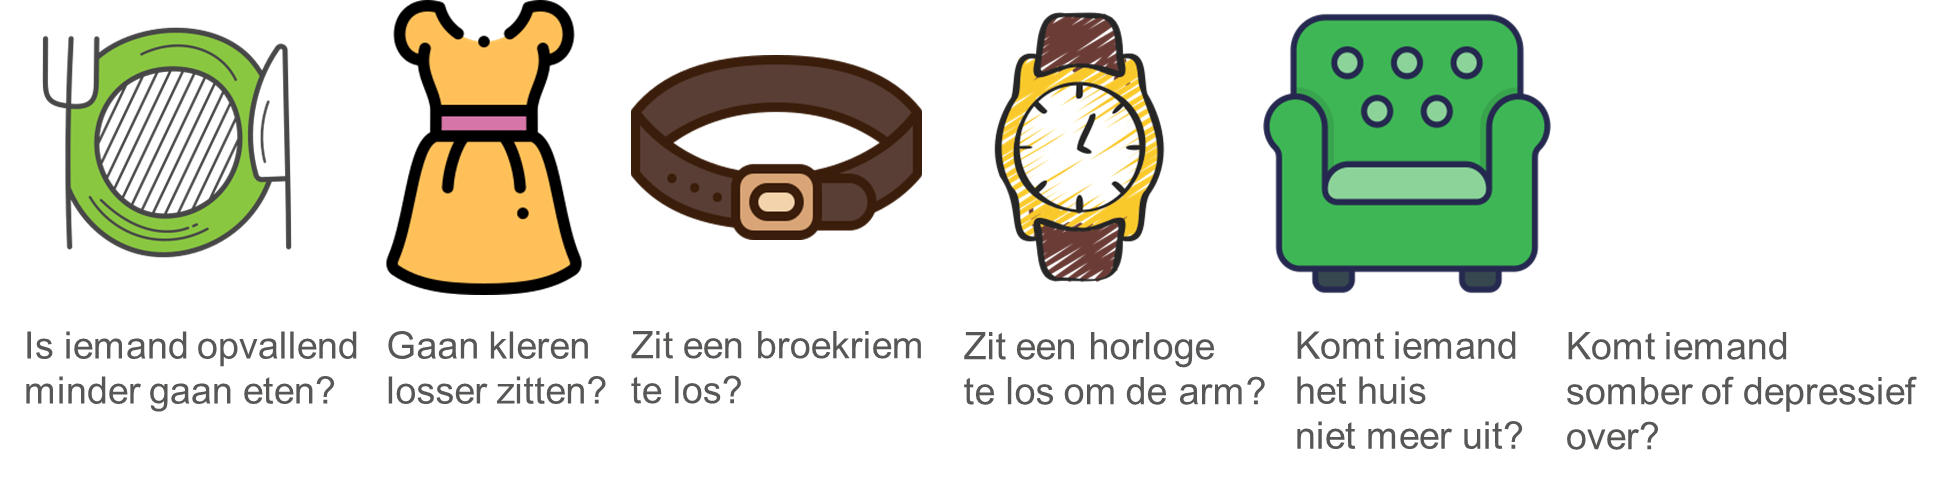 Is iemand opvallend
minder gaan eten?
Gaan kleren
losser zitten?
Zit een broekriem
te los?
Zit een horloge
te los om de arm?
Komt iemand
het huis
niet meer uit?
Komt iemand
somber of depressief
over?